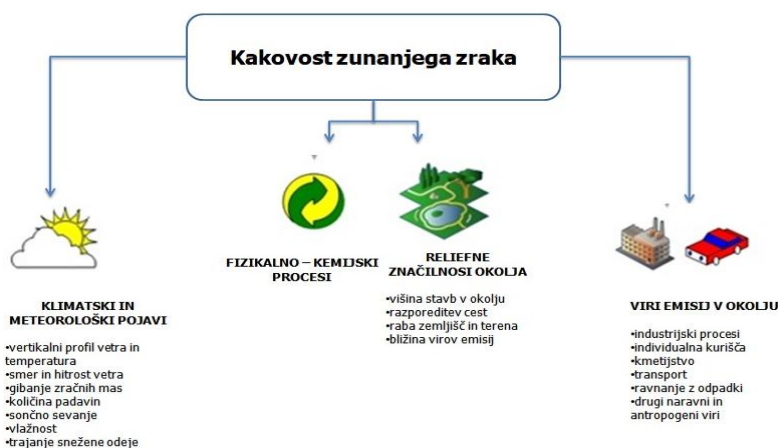 Kakovost zunanjega zraka
KLIMATSKI IN
METEOROLOŠKI POJAVI
•vertikalni profil vetra in
temperatura
•smer in hitrost vetra
•gibanje zračnih mas
•količina padavin
•sončno sevanje
•vlažnost
•trajanje snežene odeje
FIZIKALNO – KEMIJSKI
PROCESI
RELIEFNE
ZNAČILNOSI OKOLJA
•višina stavb v okolju
•razporeditev cest
•raba zemljišč in terena
•bližina virov emisij
VIRI EMISIJ V OKOLJU
•industrijski procesi
•individualna kurišča
•kmetijstvo
•transport
•ravnanje z odpadki
•drugi naravni in
antropogeni viri